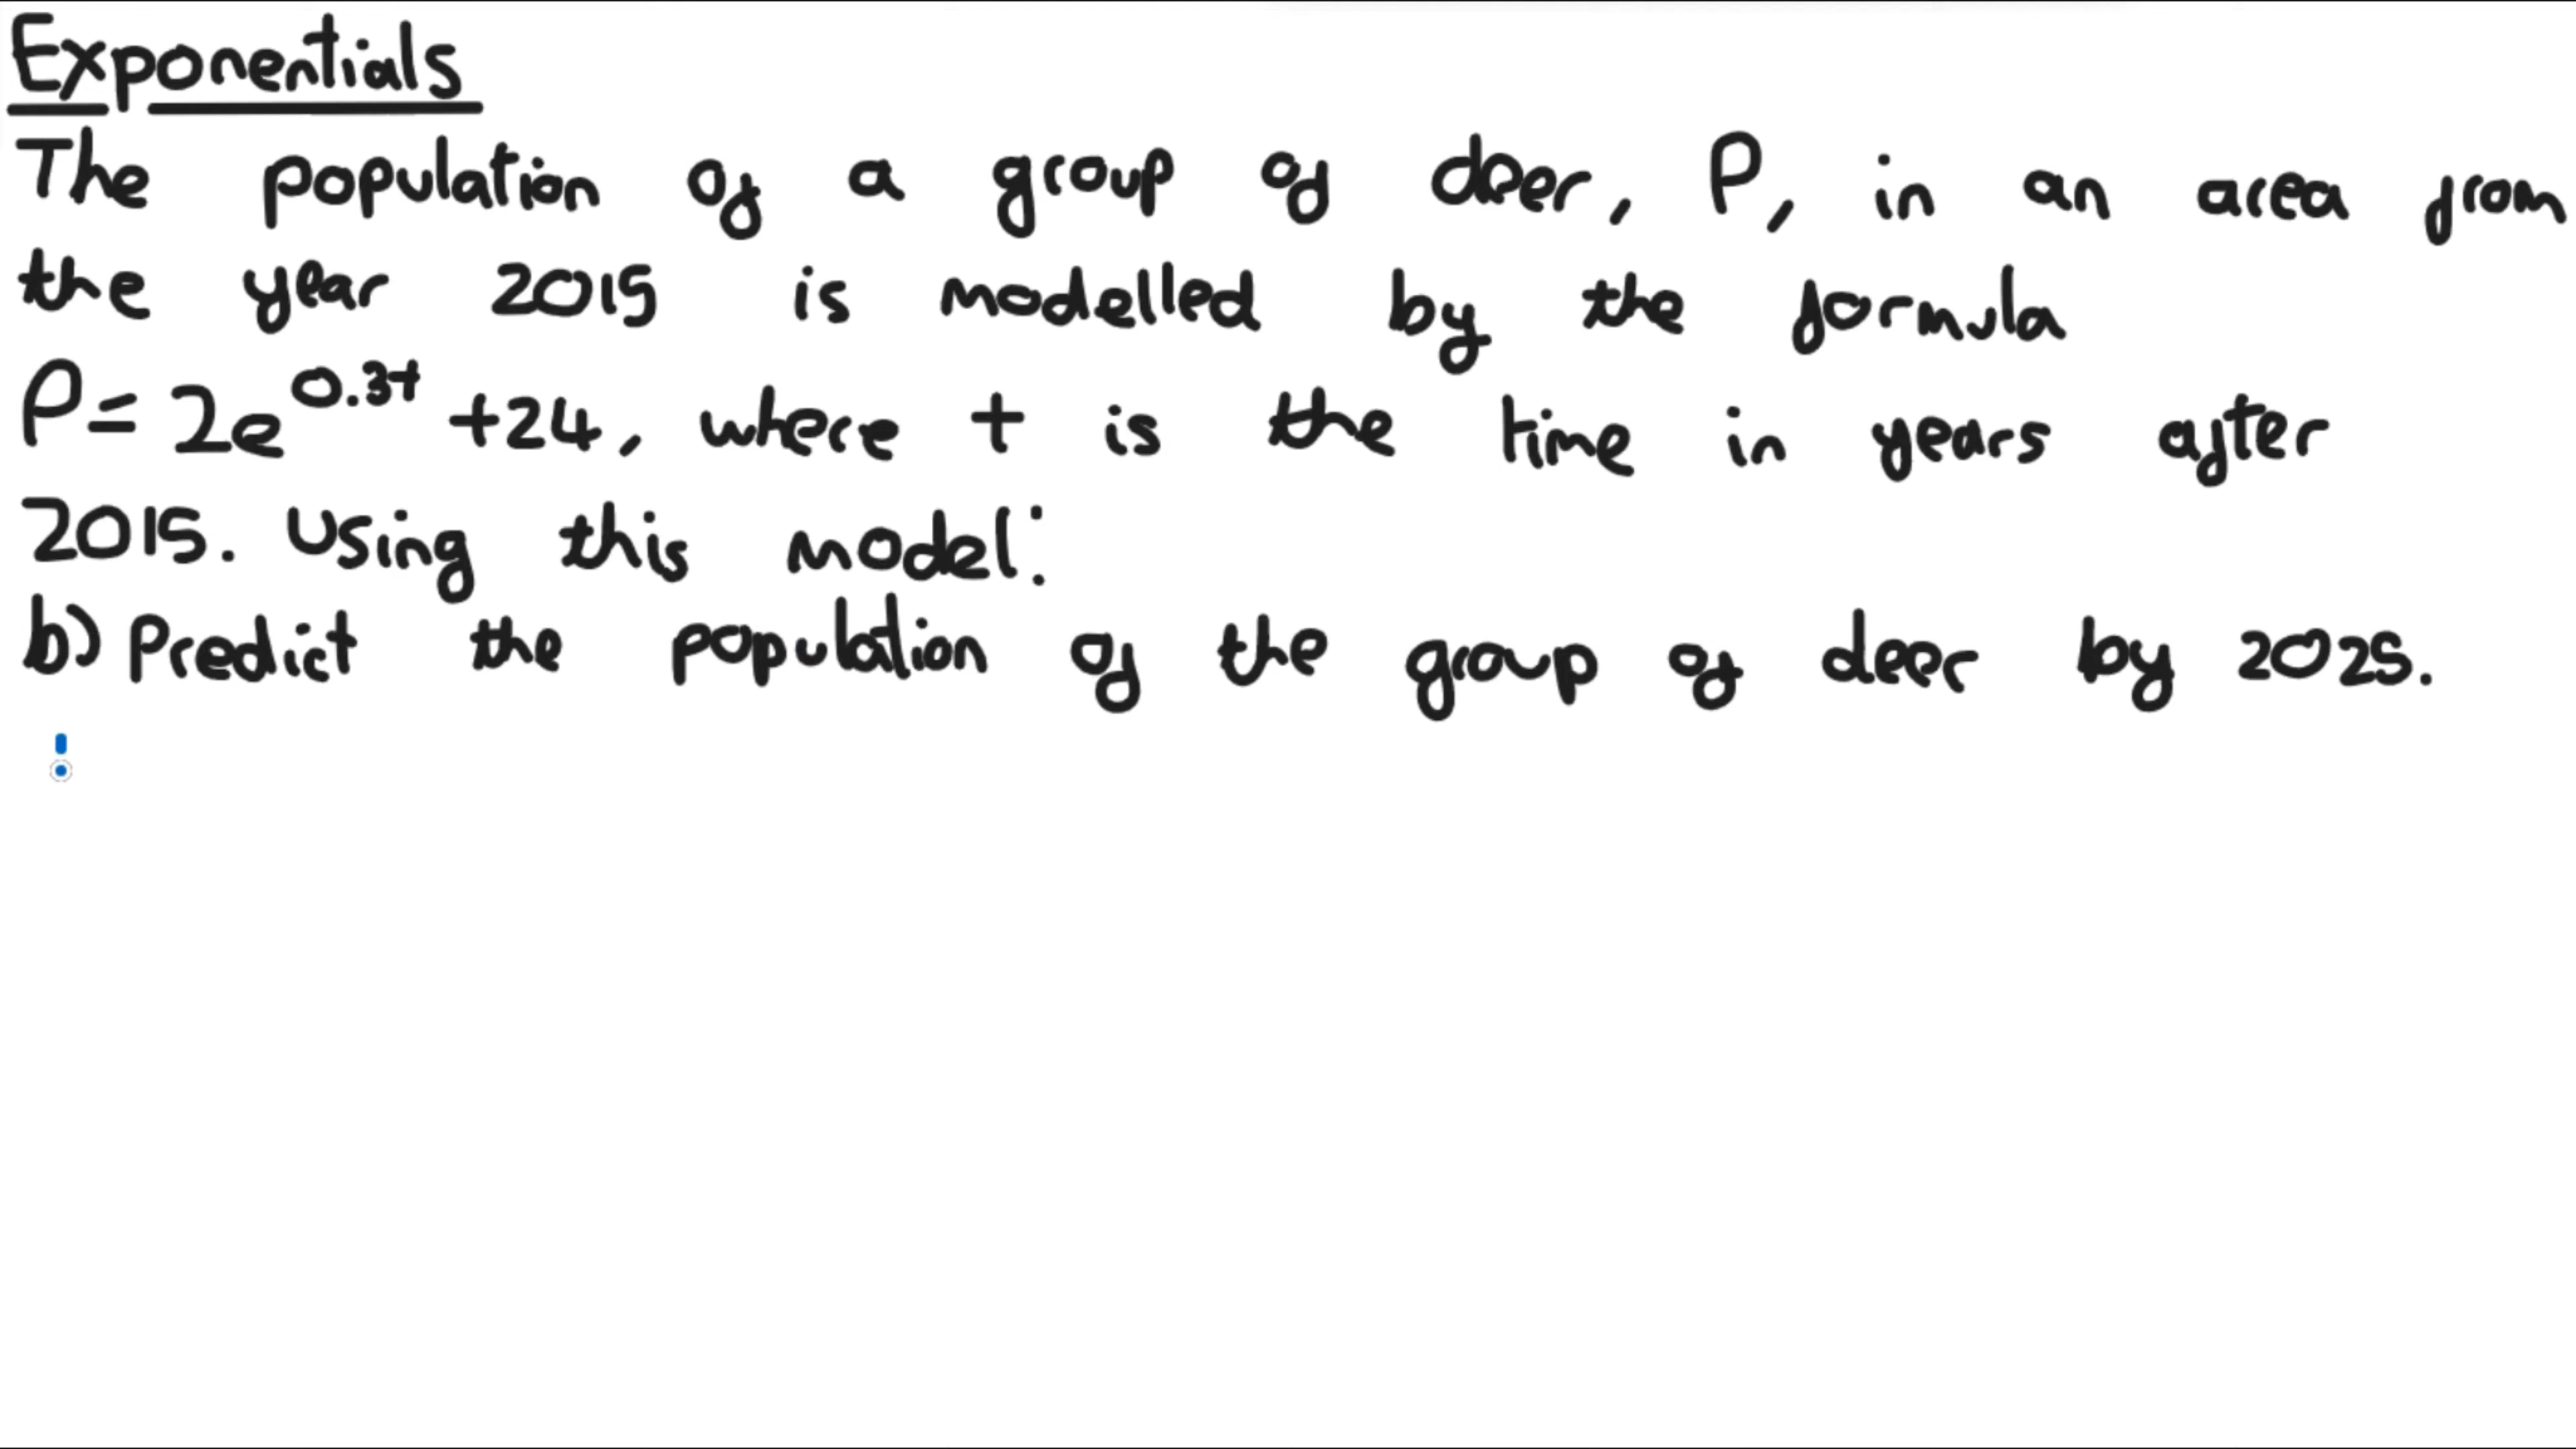 Exponentials
The population of a group of deer, P, in an area from
the year 2015 is modelled by the formula
P = 2e^0.3t + 24, where t is the time in years after
2015. Using this model:
b) Predict the population of the group of deer by 2025.